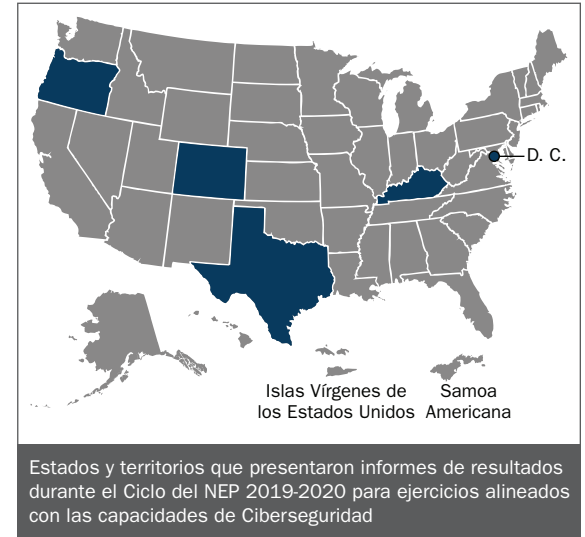 D. C.
Islas Vírgenes de
los Estados Unidos
Samoa
Americana
Estados y territorios que presentaron informes de resultados
durante el Ciclo del NEP 2019-2020 para ejercicios alineados
con las capacidades de Ciberseguridad